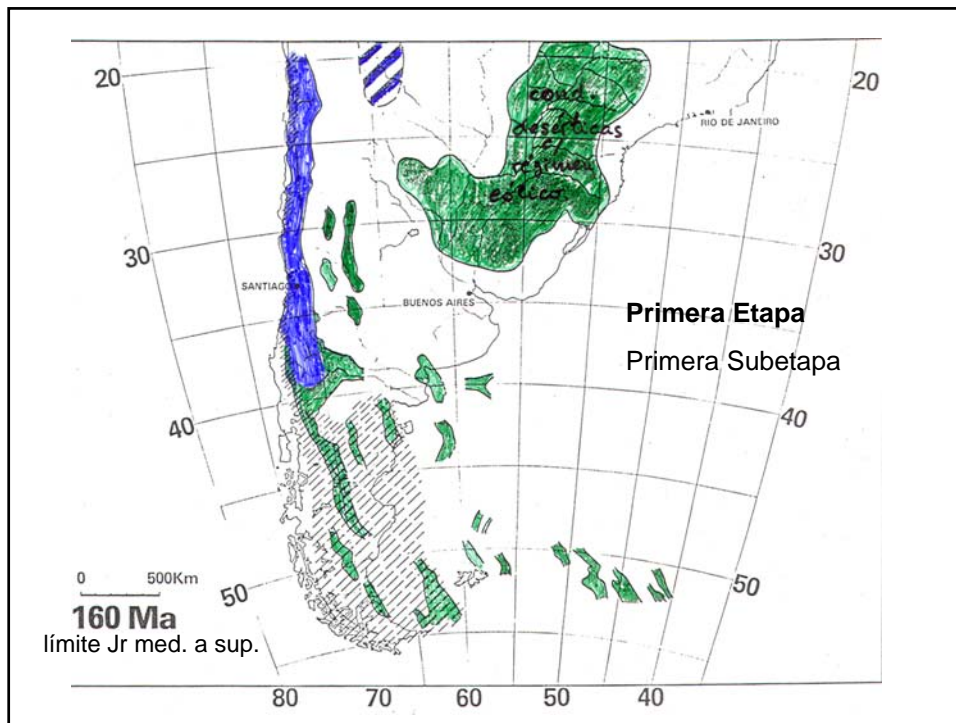 20
20
cond.
desérticas
c/
régimen
eólico
RIO DE JANEIRO
30
30
SANTIAGO
BUENOS AIRES
Primera Etapa
Primera Subetapa
40
40
0 500Km
50
50
160 Ma
límite Jr med. a sup.
80 70 60 50 40